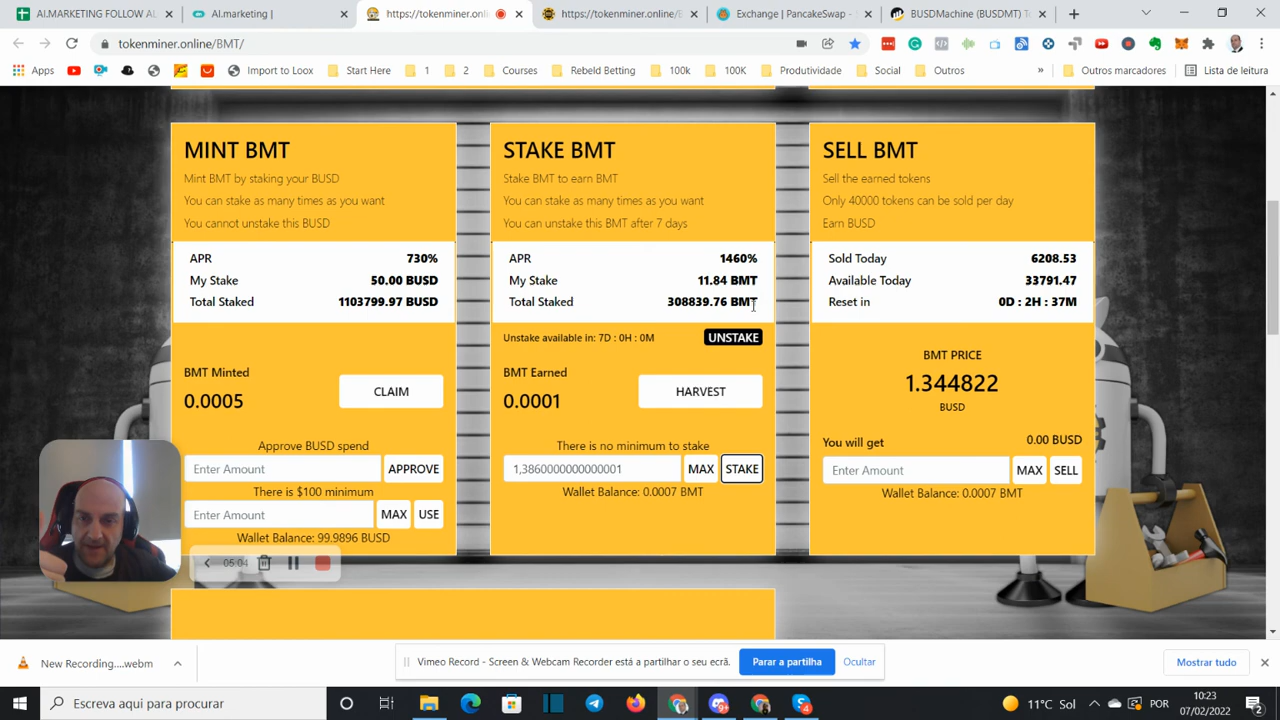 AI.MARKETING FOLLOW AL
AI.marketing |
https://tokenminer.onli
https://tokenminer.online/B
Exchange | PancakeSwap -
BUSDMachine (BUSDMT) To
tokenminer.online/BMT/
Apps
Import to Loox
Start Here
1
2
Courses
Rebeld Betting
100k
100K
Produtividade
Social
Outros
»
Outros marcadores
Lista de leitura
MINT BMT
Mint BMT by staking your BUSD
You can stake as many times as you want
You cannot unstake this BUSD
APR 730%
My Stake 50.00 BUSD
Total Staked 1103799.97 BUSD
BMT Minted
0.0005
CLAIM
Approve BUSD spend
Enter Amount APPROVE
There is $100 minimum
Enter Amount MAX USE
Wallet Balance: 99.9896 BUSD
STAKE BMT
Stake BMT to earn BMT
You can stake as many times as you want
You can unstake this BMT after 7 days
APR 1460%
My Stake 11.84 BMT
Total Staked 308839.76 BMT
Unstake available in: 7D : 0H : 0M UNSTAKE
BMT Earned
0.0001
HARVEST
There is no minimum to stake
1,3860000000000001 MAX STAKE
Wallet Balance: 0.0007 BMT
SELL BMT
Sell the earned tokens
Only 40000 tokens can be sold per day
Earn BUSD
Sold Today 6208.53
Available Today 33791.47
Reset in 0D : 2H : 37M
BMT PRICE
1.344822
BUSD
You will get 0.00 BUSD
Enter Amount MAX SELL
Wallet Balance: 0.0007 BMT
05:04
New Recording....webm
Vimeo Record - Screen & Webcam Recorder está a partilhar o seu ecrã.
Parar a partilha
Ocultar
Mostrar tudo
Escreva aqui para procurar
11°C Sol
POR
10:23
07/02/2022
2